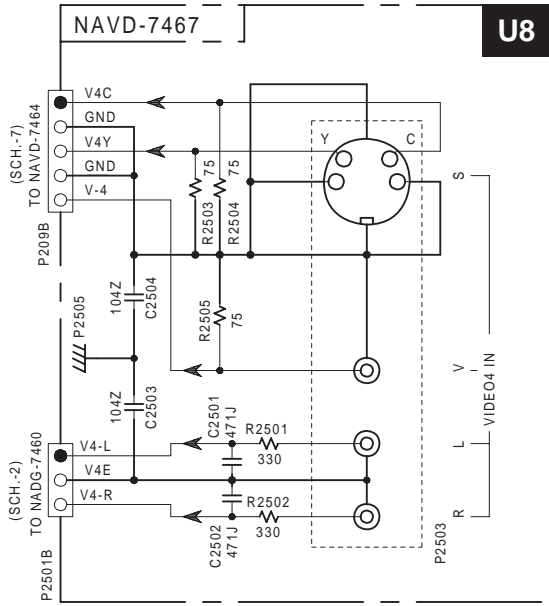 NAVD-7467
U8
V4C
GND
V4Y
GND
V-4
(SCH.-7)
TO NAVD-7464
P209B
Y
C
S
75
75
R2503
R2504
R2505
75
104Z
C2504
P2505
104Z
C2503
V
VIDEO4 IN
L
R
(SCH.-2)
TO NADG-7460
P2501B
V4-L
V4E
V4-R
C2501
471J
R2501
330
R2502
330
C2502
471J
P2503